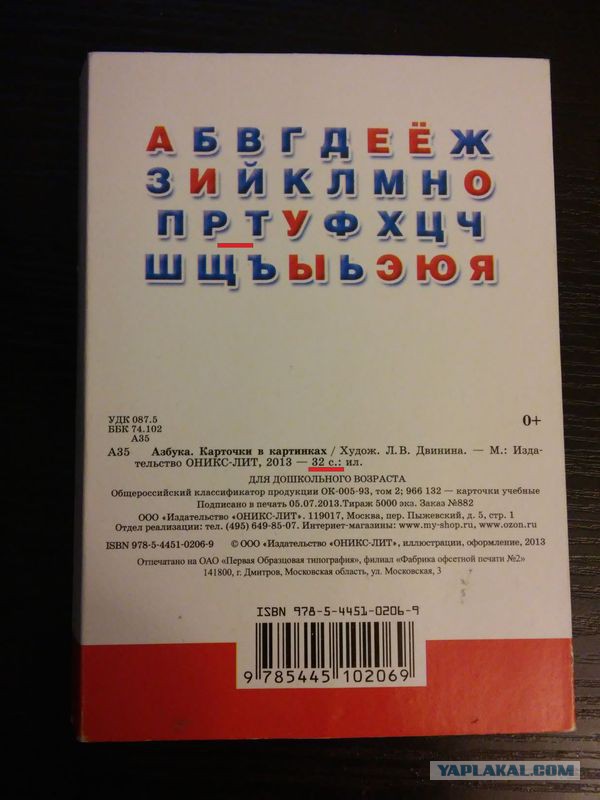 А Б В Г Д Е Ё Ж
З И Й К Л М Н О
П Р Т У Ф Х Ц Ч
Ш Щ Ъ Ы Ь Э Ю Я
УДК 087.5
ББК 74.102
А35
0+
А35 Азбука. Карточки в картинках / Худож. Л. В. Двинина. — М.: Изда-
тельство ОНИКС-ЛИТ, 2013 — 32 с.: ил.
ДЛЯ ДОШКОЛЬНОГО ВОЗРАСТА
Общероссийский классификатор продукции ОК-005-93, том 2; 966 132 — карточки учебные
Подписано в печать 05.07.2013. Тираж 5000 экз. Заказ №882
ООО «Издательство «ОНИКС-ЛИТ». 119017, Москва, пер. Пыжевский, д. 5, стр. 1
Отдел реализации: тел. (495) 649-85-07. Интернет-магазины: www.my-shop.ru, www.ozon.ru
ISBN 978-5-4451-0206-9 © ООО «Издательство «ОНИКС-ЛИТ», иллюстрации, оформление, 2013
Отпечатано на ОАО «Первая Образцовая типография», филиал «Фабрика офсетной печати №2»
141800, г. Дмитров, Московская область, ул. Московская, 3
ISBN 978-5-4451-0206-9
9 785445 102069
YAPLAKAL.COM